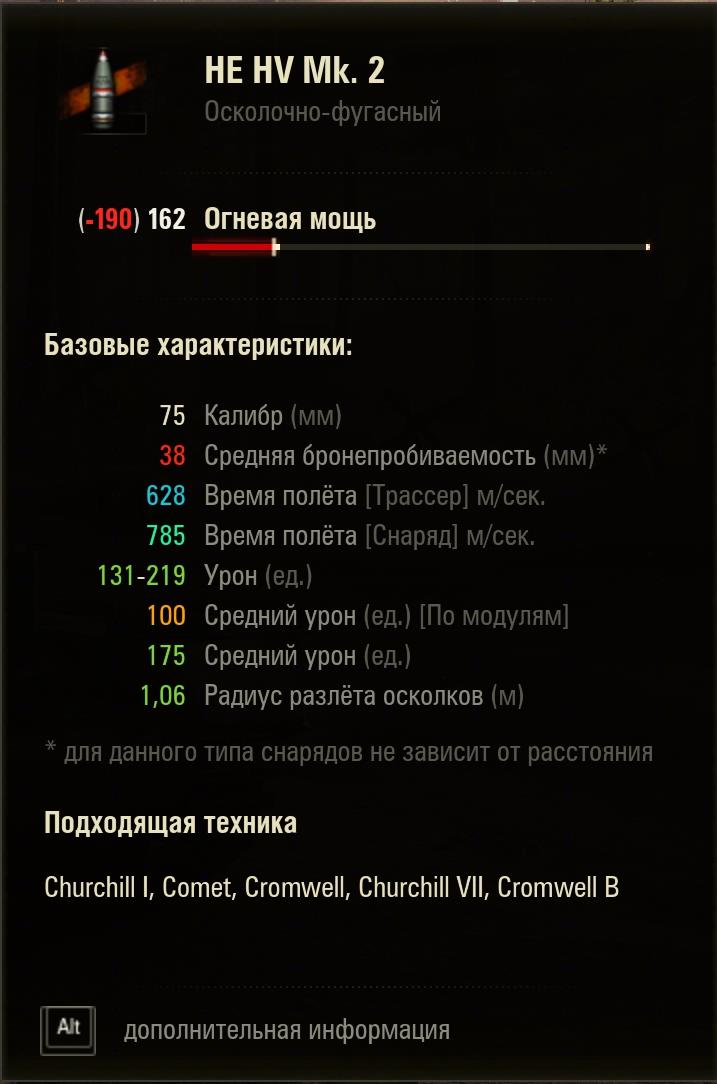 HE HV Mk. 2
Осколочно-фугасный
(-190) 162 Огневая мощь
Базовые характеристики:
75 Калибр (мм)
38 Средняя бронепробиваемость (мм)*
628 Время полёта [Трассер] м/сек.
785 Время полёта [Снаряд] м/сек.
131-219 Урон (ед.)
100 Средний урон (ед.) [По модулям]
175 Средний урон (ед.)
1,06 Радиус разлёта осколков (м)
* для данного типа снарядов не зависит от расстояния
Подходящая техника
Churchill I, Comet, Cromwell, Churchill VII, Cromwell B
Alt дополнительная информация